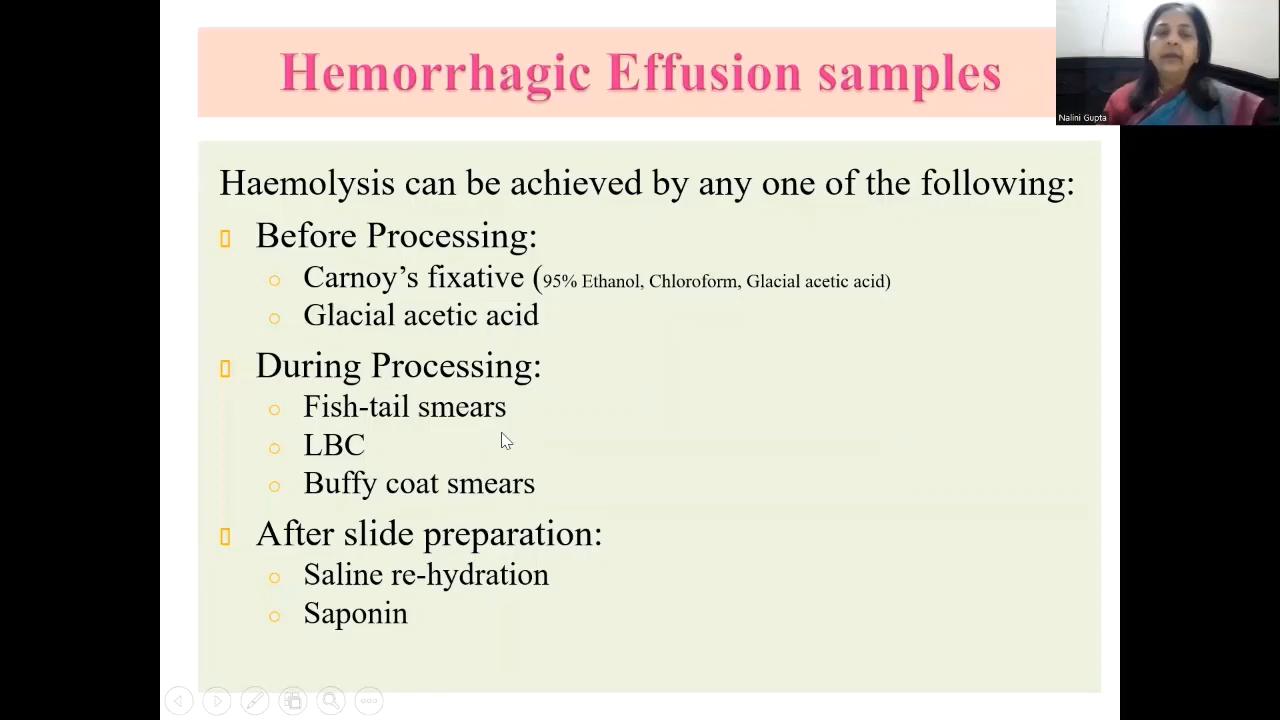 Hemorrhagic Effusion samples
Nalini Gupta
Haemolysis can be achieved by any one of the following:
Before Processing:
Carnoy's fixative (95% Ethanol, Chloroform, Glacial acetic acid)
Glacial acetic acid
During Processing:
Fish-tail smears
LBC
Buffy coat smears
After slide preparation:
Saline re-hydration
Saponin